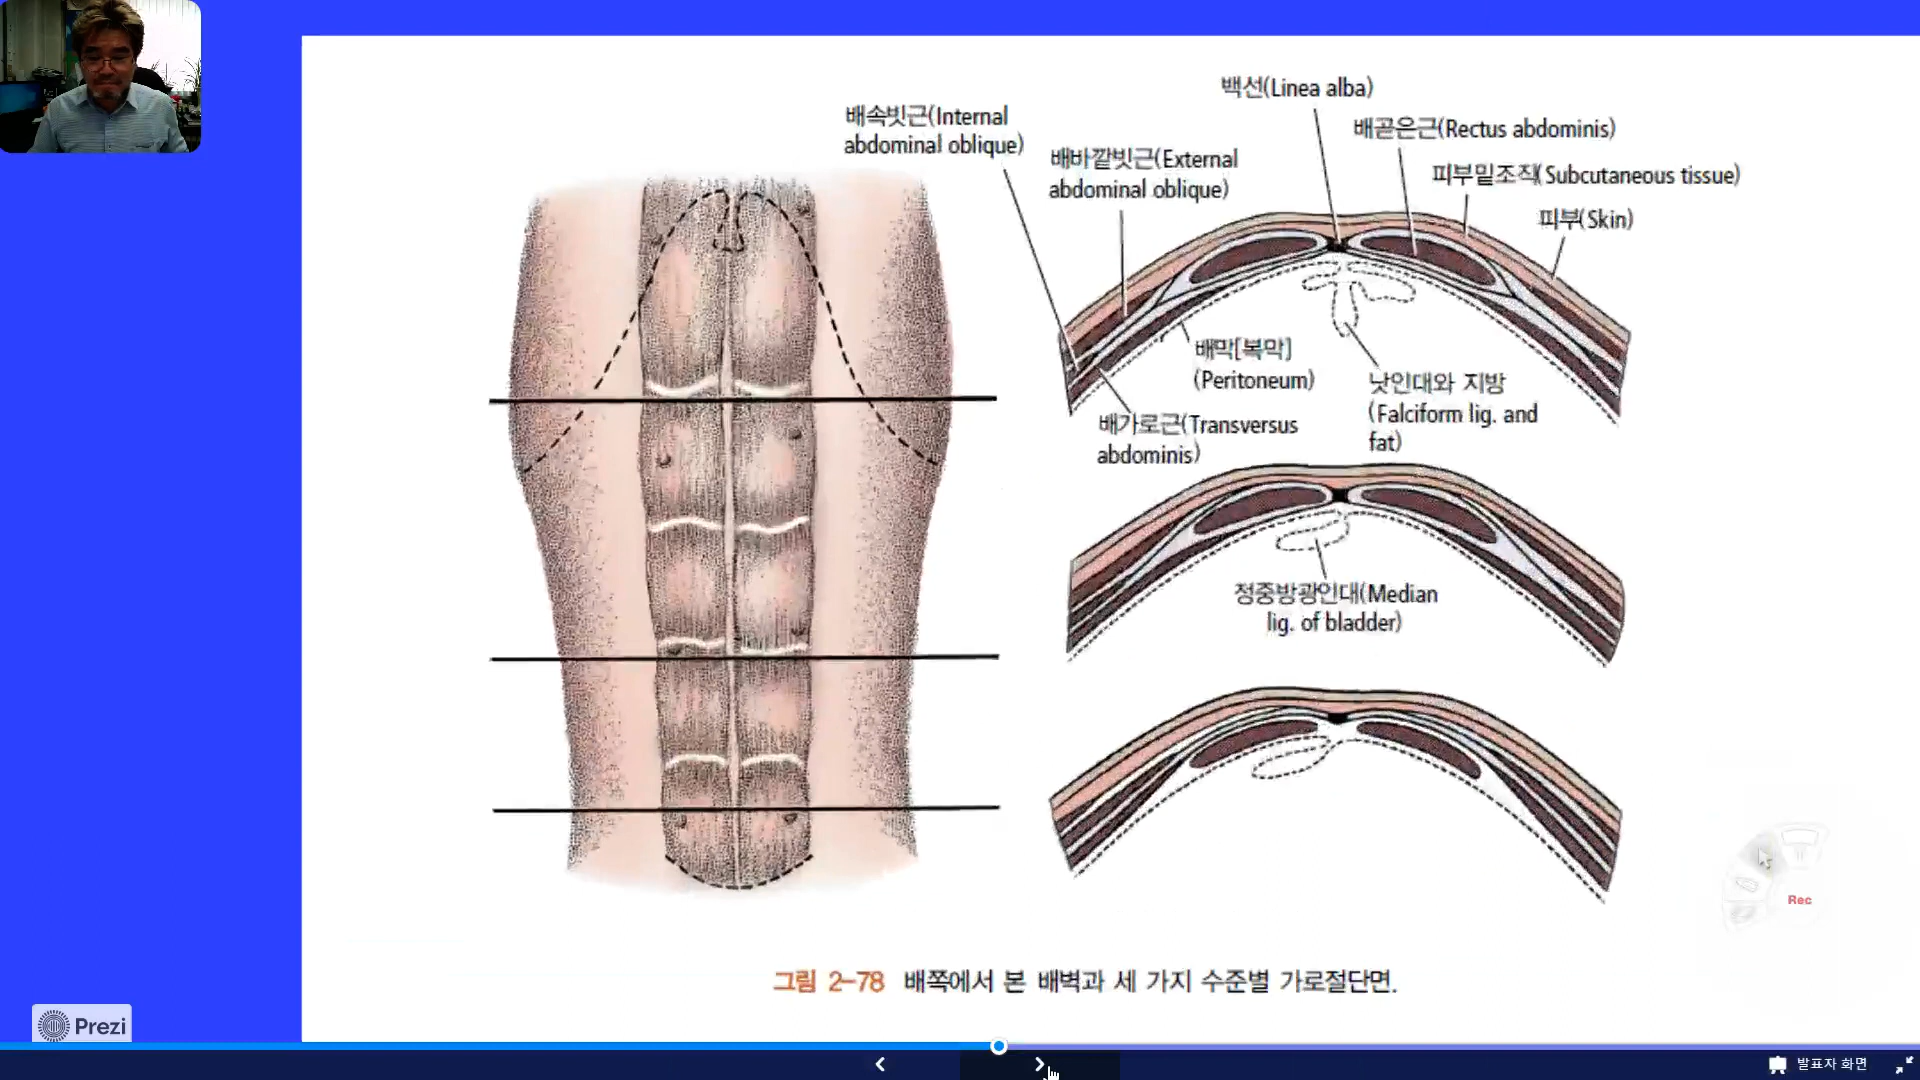 백선(Linea alba)
배속빗근(Internal
abdominal oblique)
배곧은근(Rectus abdominis)
배바깥빗근(External
abdominal oblique)
피부밑조직(Subcutaneous tissue)
피부(Skin)
배막[복막]
(Peritoneum)
낫인대와 지방
(Falciform lig. and
fat)
배가로근(Transversus
abdominis)
정중방광인대(Median
lig. of bladder)
Rec
그림 2-78 배쪽에서 본 배벽과 세 가지 수준별 가로절단면.
Prezi
발표자 화면